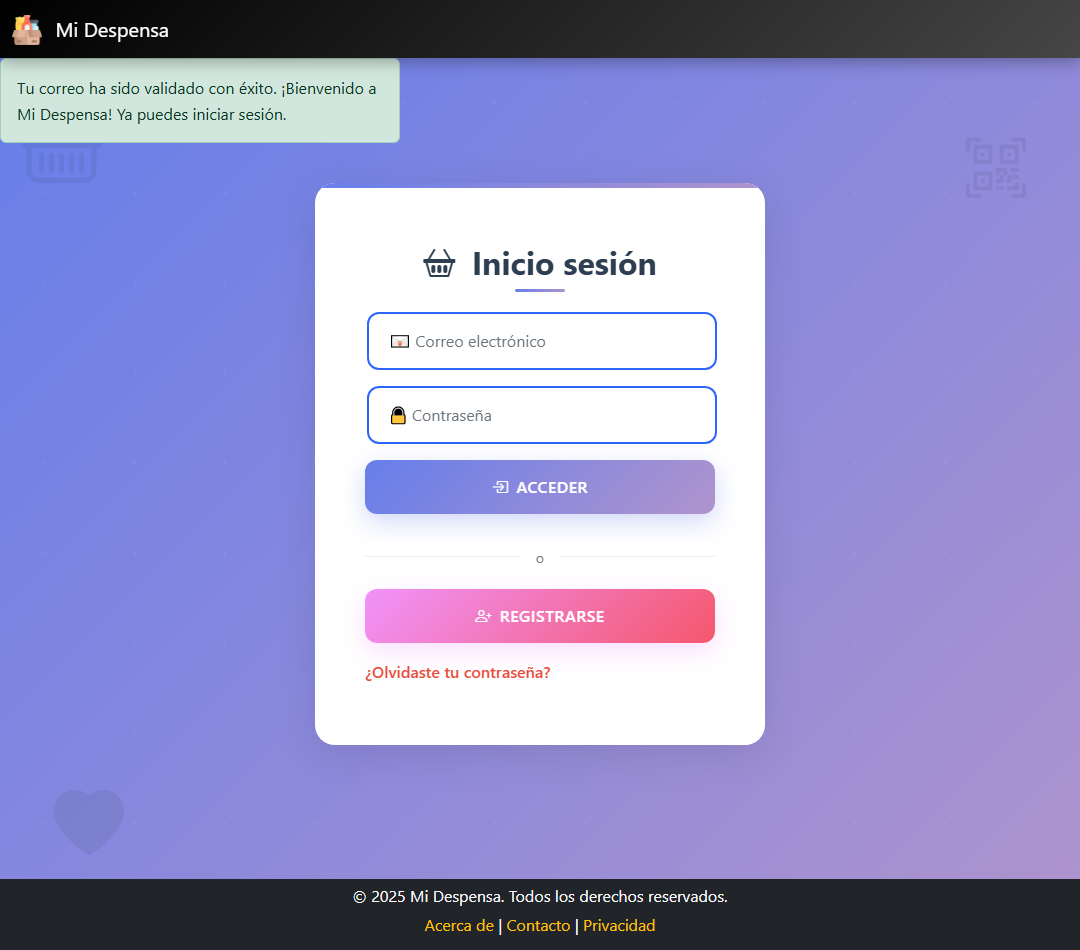 Mi Despensa
Tu correo ha sido validado con éxito. ¡Bienvenido a
Mi Despensa! Ya puedes iniciar sesión.
Inicio sesión
Correo electrónico
Contraseña
ACCEDER
o
REGISTRARSE
¿Olvidaste tu contraseña?
© 2025 Mi Despensa. Todos los derechos reservados.
Acerca de | Contacto | Privacidad